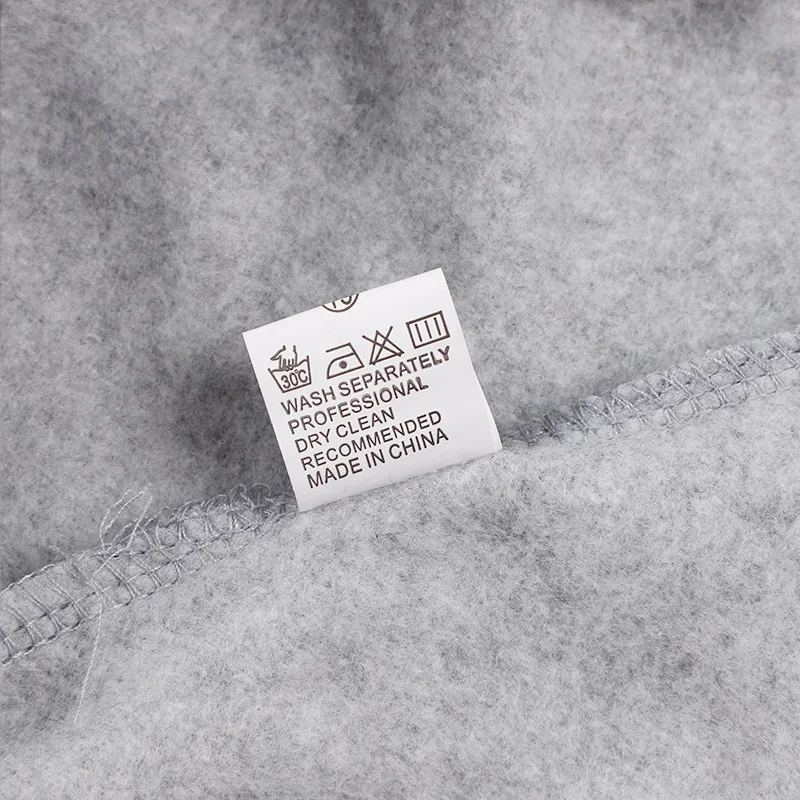 30°C
WASH SEPARATELY
PROFESSIONAL
DRY CLEAN
RECOMMENDED
MADE IN CHINA